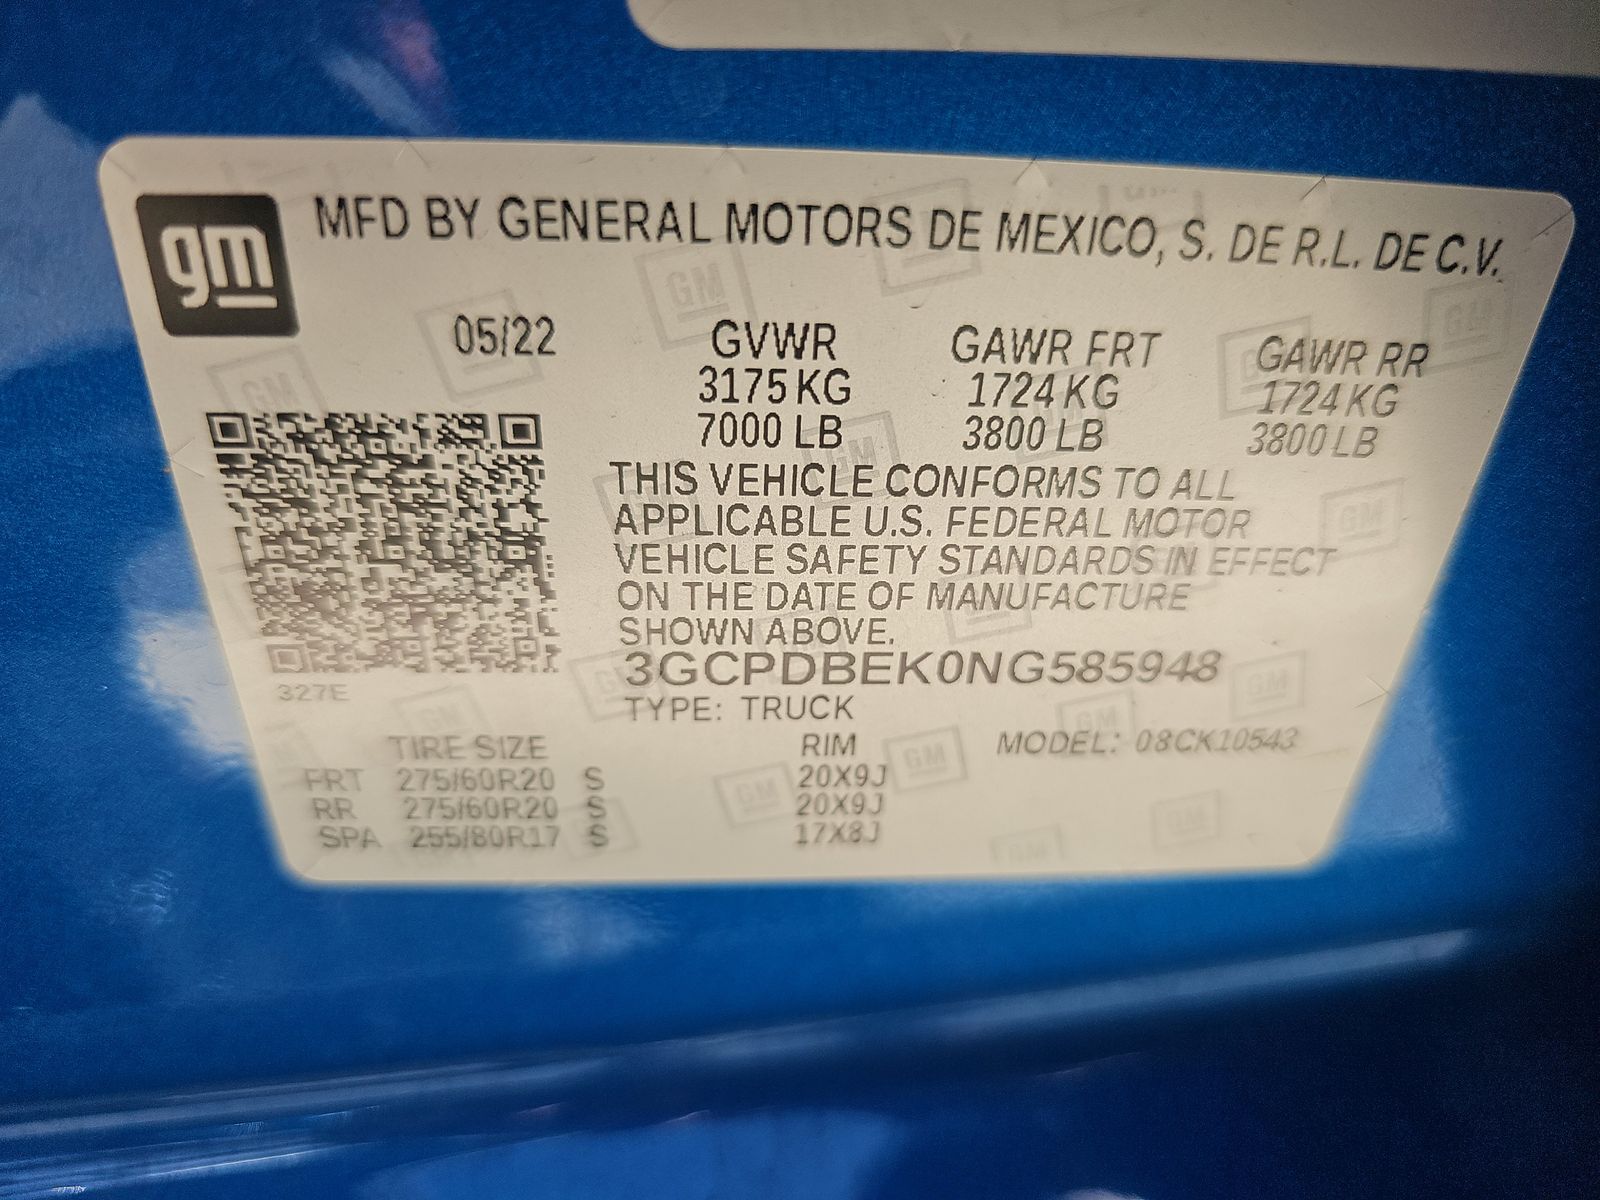 gm
MFD BY GENERAL MOTORS DE MEXICO, S. DE R.L. DE C.V.
05/22 GVWR GAWR FRT GAWR RR
3175 KG 1724 KG 1724 KG
7000 LB 3800 LB 3800 LB
THIS VEHICLE CONFORMS TO ALL
APPLICABLE U.S. FEDERAL MOTOR
VEHICLE SAFETY STANDARDS IN EFFECT
ON THE DATE OF MANUFACTURE
SHOWN ABOVE.
3GCPDBEK0NG585948
327E
TYPE: TRUCK
TIRE SIZE RIM MODEL: 08CK10543
FRT 275/60R20 S 20X9J
RR 275/60R20 S 20X9J
SPA 255/80R17 S 17X8J